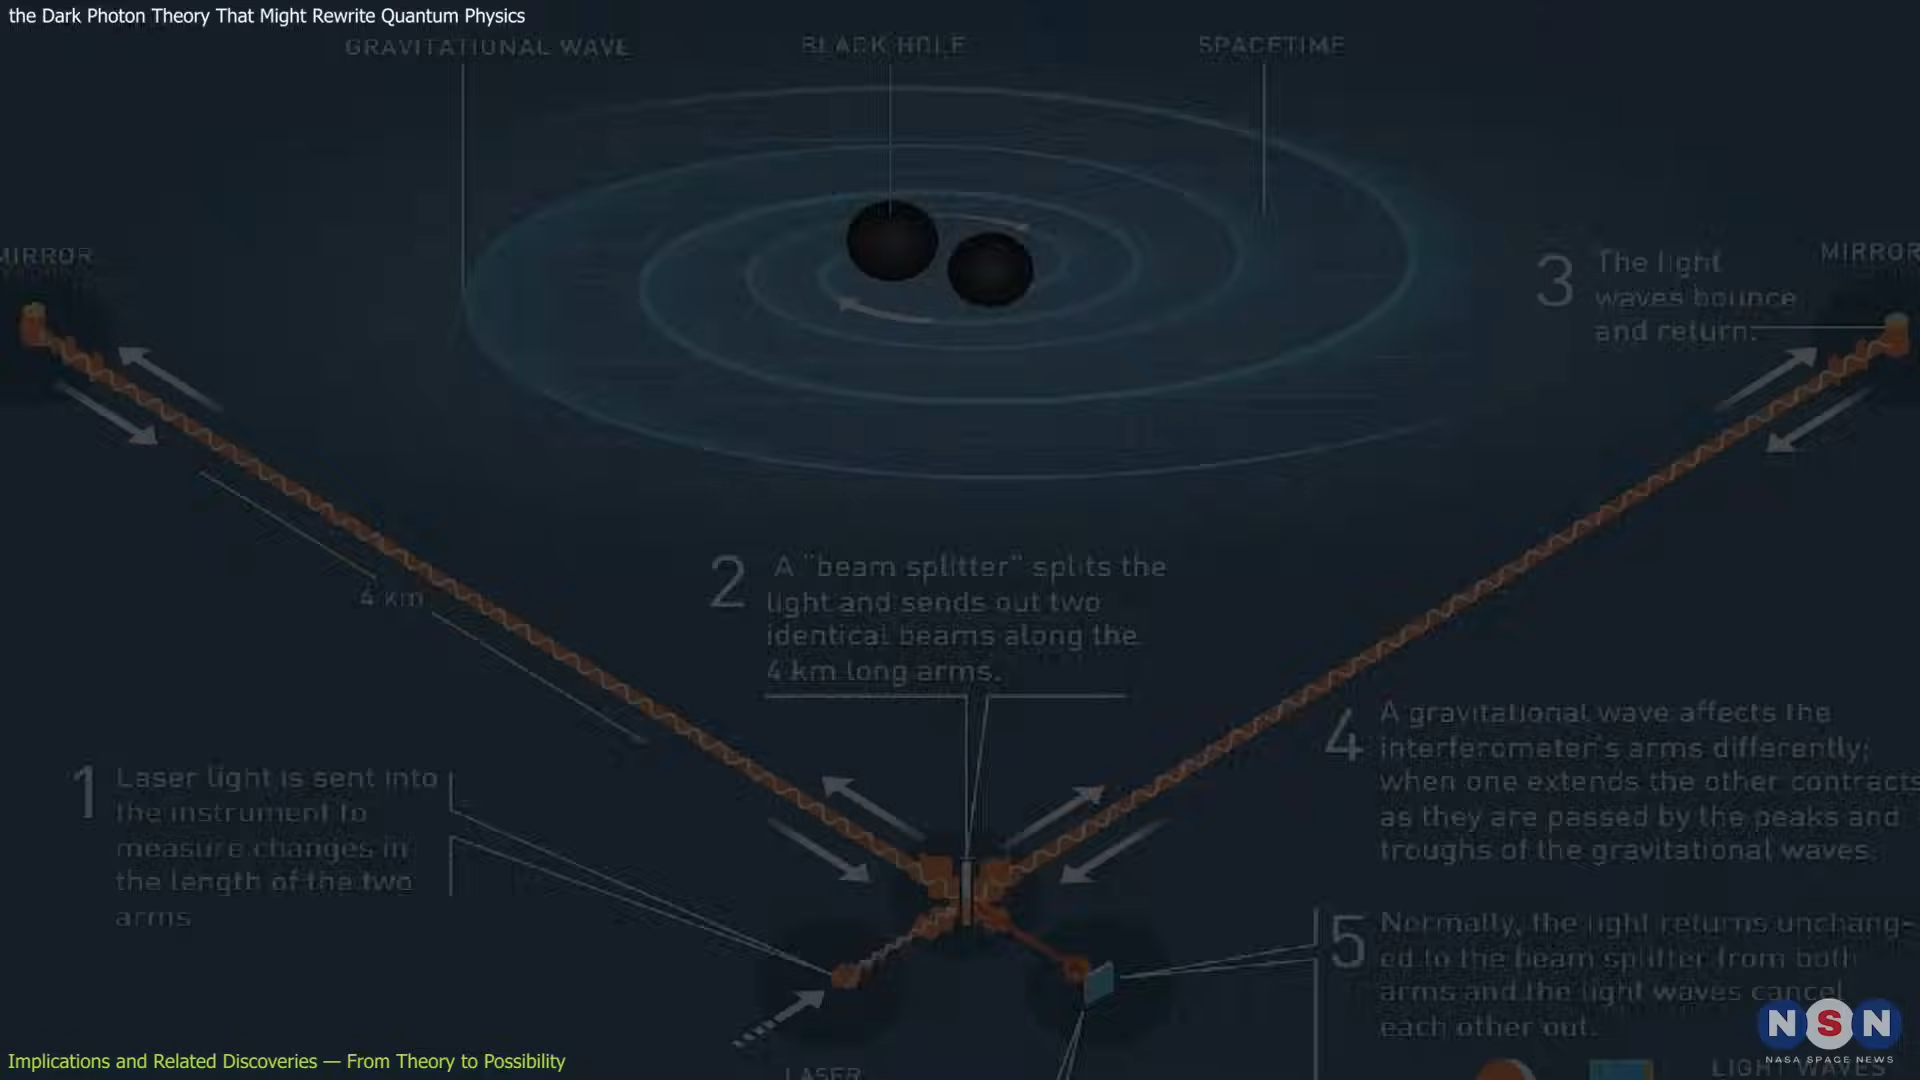 the Dark Photon Theory That Might Rewrite Quantum Physics
GRAVITATIONAL WAVE
BLACK HOLE
SPACETIME
MIRROR
MIRROR
3
The light
waves bounce
and return.
4 km
2
A "beam splitter" splits the
light and sends out two
identical beams along the
4 km long arms.
1
Laser light is sent into
the instrument to
measure changes in
the length of the two
arms
4
A gravitational wave affects the
interferometer's arms differently;
when one extends the other contracts
as they are passed by the peaks and
troughs of the gravitational waves.
5
Normally, the light returns unchang-
ed to the beam splitter from both
arms and the light waves cancel
each other out.
LASER
LIGHT WAVES
NSN
NASA SPACE NEWS
Implications and Related Discoveries — From Theory to Possibility